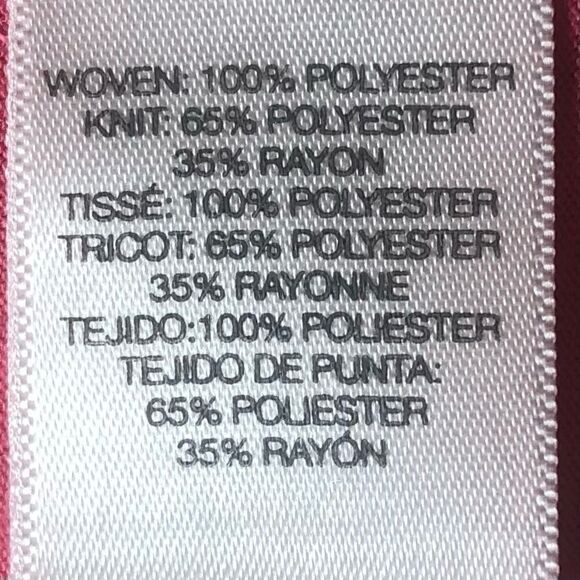 WOVEN: 100% POLYESTER
KNIT: 65% POLYESTER
35% RAYON
TISSÉ: 100% POLYESTER
TRICOT: 65% POLYESTER
35% RAYONNE
TEJIDO:100% POLIESTER
TEJIDO DE PUNTA:
65% POLIESTER
35% RAYÓN